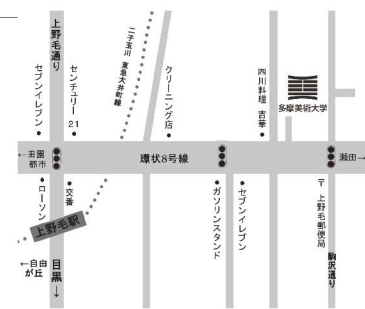 上野毛通り
セブンイレブン
センチュリー21
二子玉川 東急大井町線
クリーニング店
四川料理 吉華
多摩美術大学
←田園都市
環状8号線
瀬田→
ローソン
交番
上野毛駅
ガソリンスタンド
セブンイレブン
〒上野毛郵便局
駒沢通り
←自由が丘
目黒↓